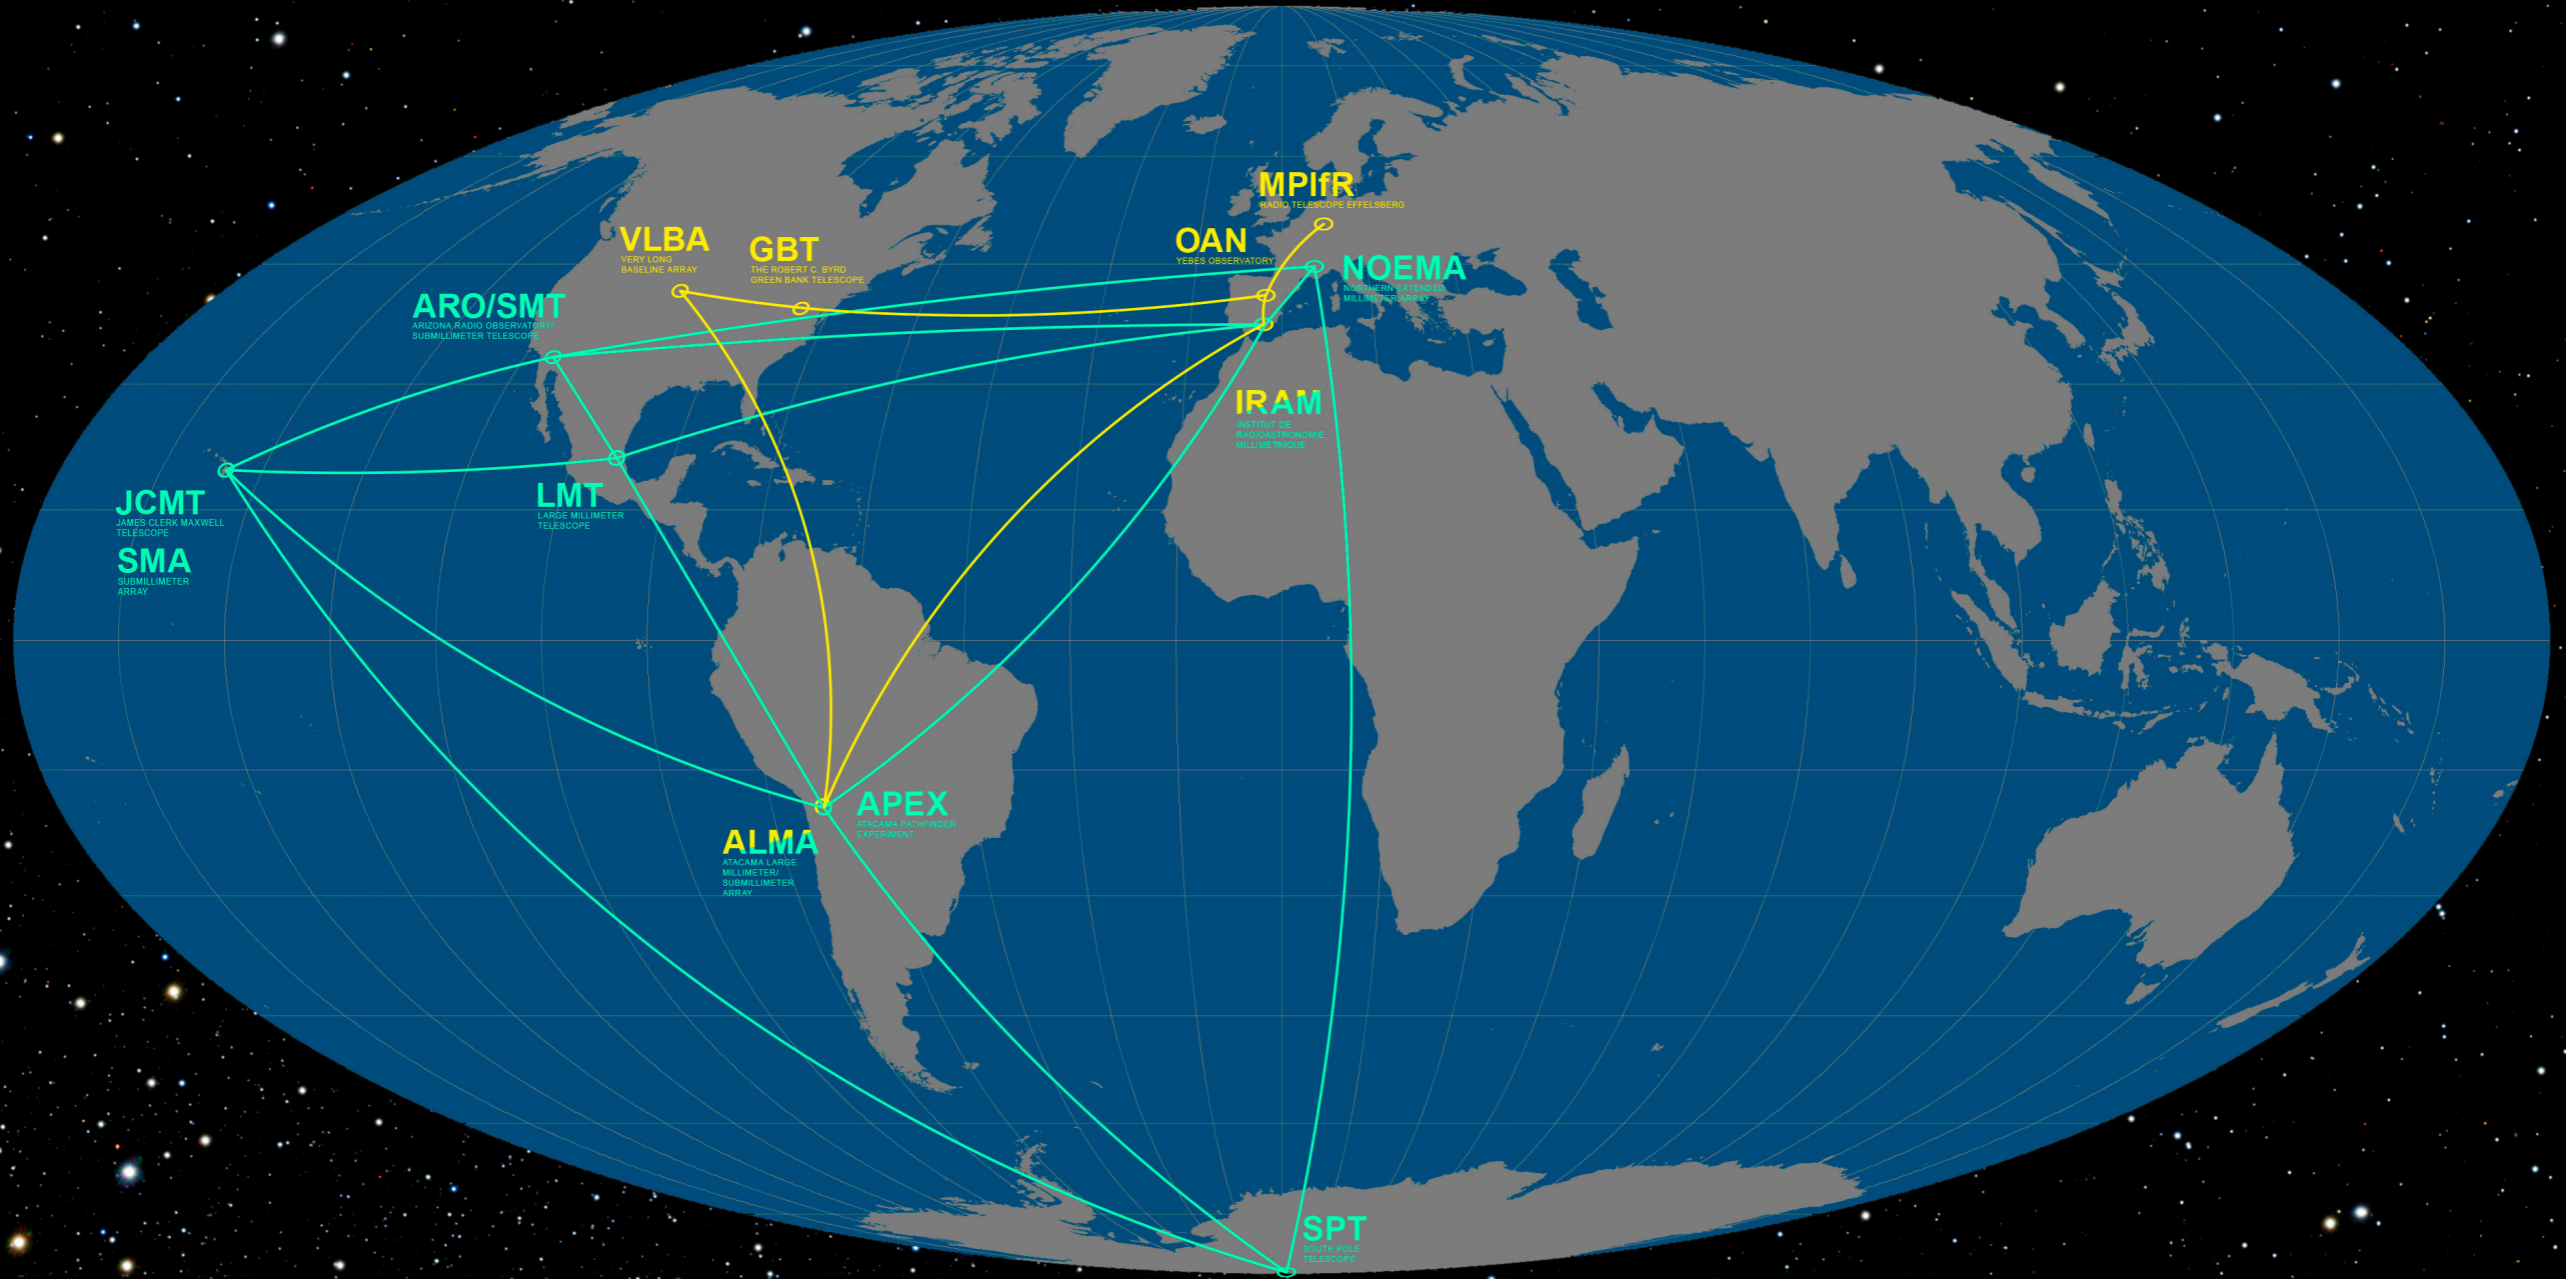 MPIfR
RADIO TELESCOPE EFFELSBERG
VLBA
VERY LONG
BASELINE ARRAY
GBT
THE ROBERT C. BYRD
GREEN BANK TELESCOPE
OAN
YEBES OBSERVATORY
NOEMA
NORTHERN EXTENDED
MILLIMETER ARRAY
ARO/SMT
ARIZONA RADIO OBSERVATORY/
SUBMILLIMETER TELESCOPE
IRAM
INSTITUT DE
RADIOASTRONOMIE
MILLIMETRIQUE
JCMT
JAMES CLERK MAXWELL
TELESCOPE
SMA
SUBMILLIMETER
ARRAY
LMT
LARGE MILLIMETER
TELESCOPE
APEX
ATACAMA PATHFINDER
EXPERIMENT
ALMA
ATACAMA LARGE
MILLIMETER/
SUBMILLIMETER
ARRAY
SPT
SOUTH POLE
TELESCOPE